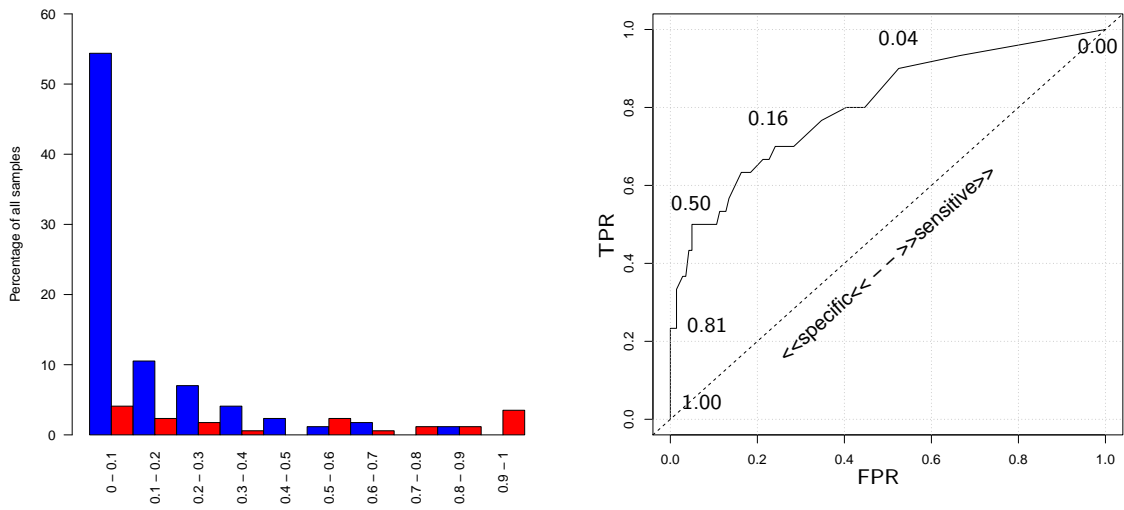 60
50
40
30
20
10
0
Percentage of all samples
0 – 0.1
0.1 – 0.2
0.2 – 0.3
0.3 – 0.4
0.4 – 0.5
0.5 – 0.6
0.6 – 0.7
0.7 – 0.8
0.8 – 0.9
0.9 – 1
1.0
0.8
0.6
0.4
0.2
0.0
TPR
0.04
0.00
0.16
0.50
0.81
1.00
<<specific<< – – >>sensitive>>
0.0
0.2
0.4
0.6
0.8
1.0
FPR